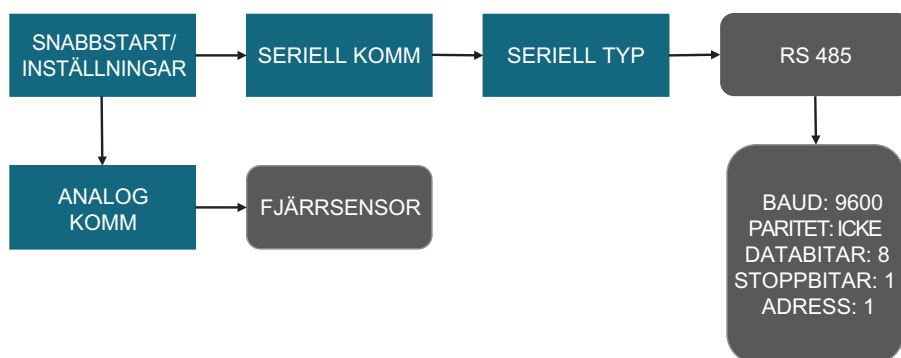 SNABBSTART/
INSTÄLLNINGAR
SERIELL KOMM
SERIELL TYP
RS 485
ANALOG
KOMM
FJÄRRSENSOR
BAUD: 9600
PARITET: ICKE
DATABITAR: 8
STOPPBITAR: 1
ADRESS: 1